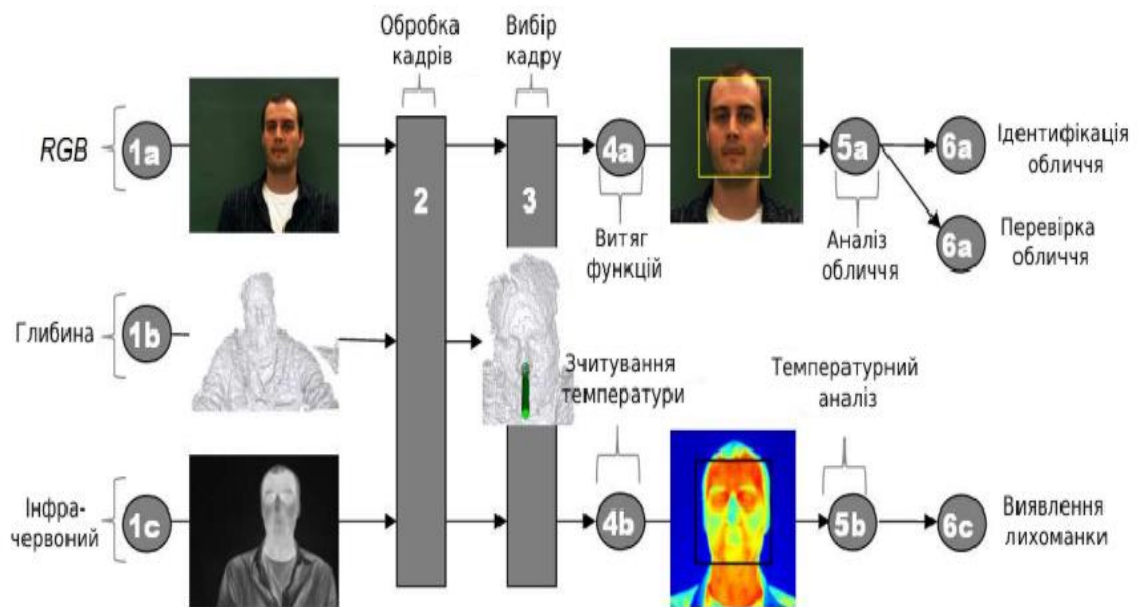 Обробка
кадрів
Вибір
кадру
RGB
1a
2
3
4a
5a
6a
Ідентифікація
обличчя
Витяг
функцій
Аналіз
обличчя
6a
Перевірка
обличчя
Глибина
1b
Зчитування
температури
Температурний
аналіз
Інфра-
червоний
1c
4b
5b
6c
Виявлення
лихоманки